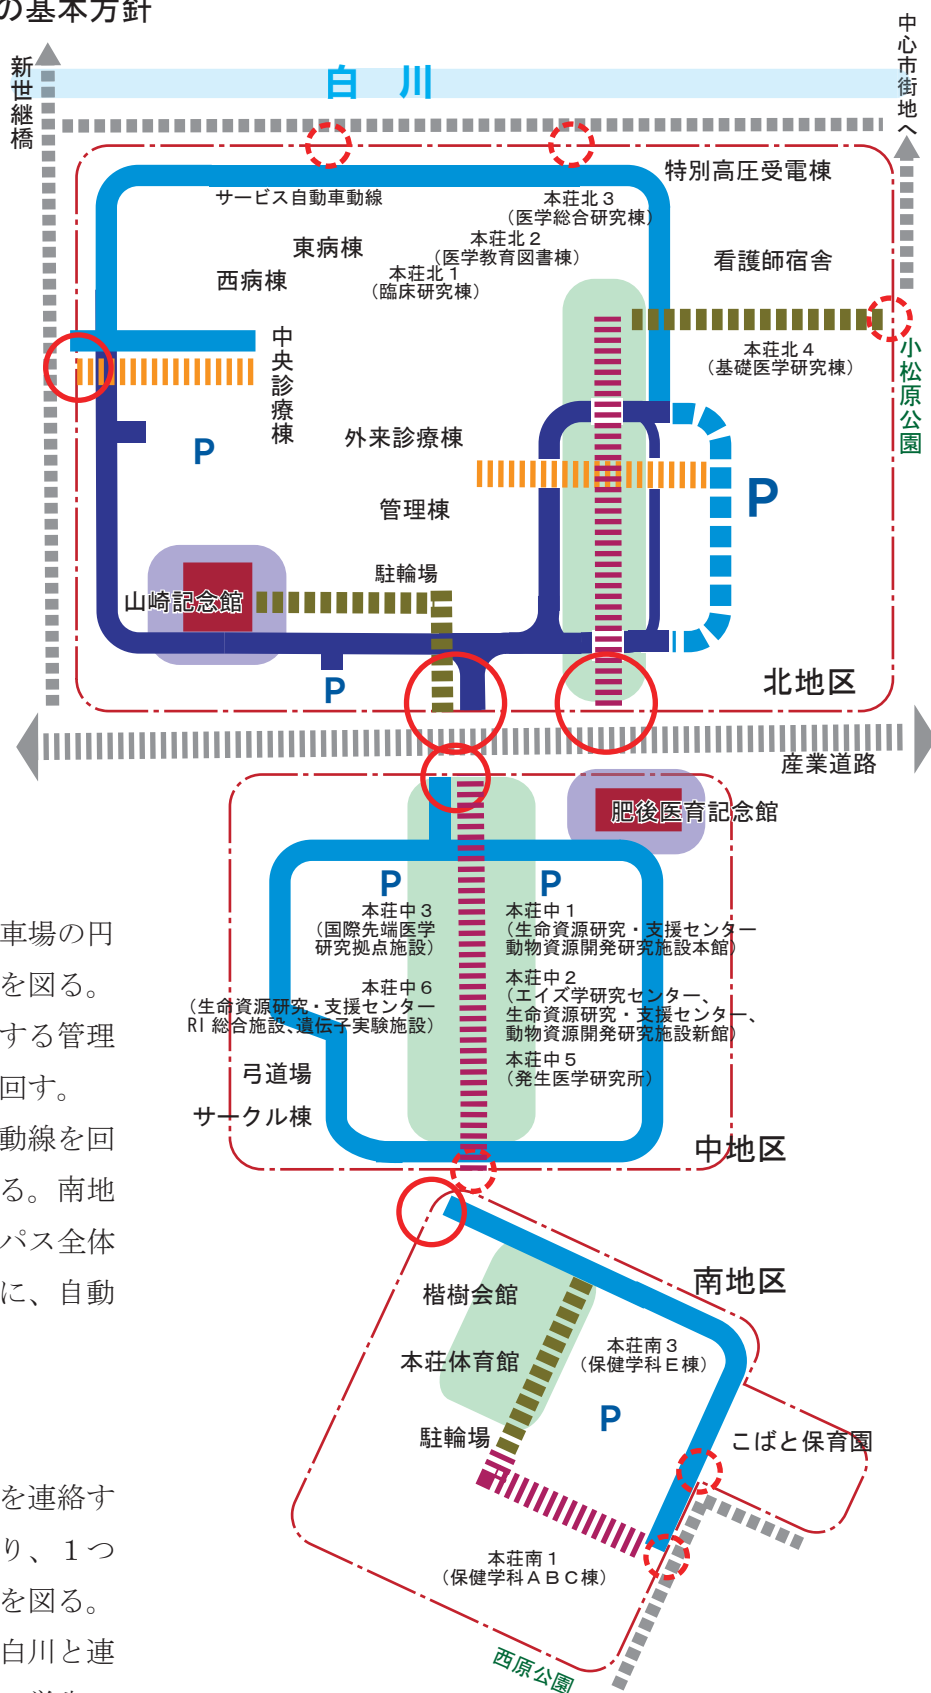 の基本方針
中心市街地へ
新世継橋
白　川
特別高圧受電棟
サービス自動車動線
本荘北３
（医学総合研究棟）
本荘北２
（医学教育図書棟）
東病棟
看護師宿舎
西病棟
本荘北１
（臨床研究棟）
中央診療棟
本荘北４
（基礎医学研究棟）
小松原公園
外来診療棟
P
P
管理棟
駐輪場
山崎記念館
P
北地区
産業道路
肥後医育記念館
P
P
本荘中３
（国際先端医学
研究拠点施設）
本荘中１
（生命資源研究・支援センター
動物資源開発研究施設本館）
本荘中６
（生命資源研究・支援センター
RI 総合施設、遺伝子実験施設）
本荘中２
（エイズ学研究センター、
生命資源研究・支援センター、
動物資源開発研究施設新館）
本荘中５
（発生医学研究所）
弓道場
サークル棟
中地区
車場の円
を図る。
する管理
回す。
動線を回
る。南地
パス全体
に、自動
南地区
楷樹会館
本荘南３
（保健学科Ｅ棟）
本荘体育館
P
駐輪場
こばと保育園
本荘南１
（保健学科ＡＢＣ棟）
西原公園
を連絡す
り、１つ
を図る。
白川と連